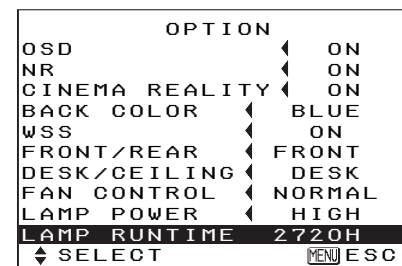 OPTION
OSD ON
NR ON
CINEMA REALITY ON
BACK COLOR BLUE
WSS ON
FRONT/REAR FRONT
DESK/CEILING DESK
FAN CONTROL NORMAL
LAMP POWER HIGH
LAMP RUNTIME 2720H
SELECT MENU ESC